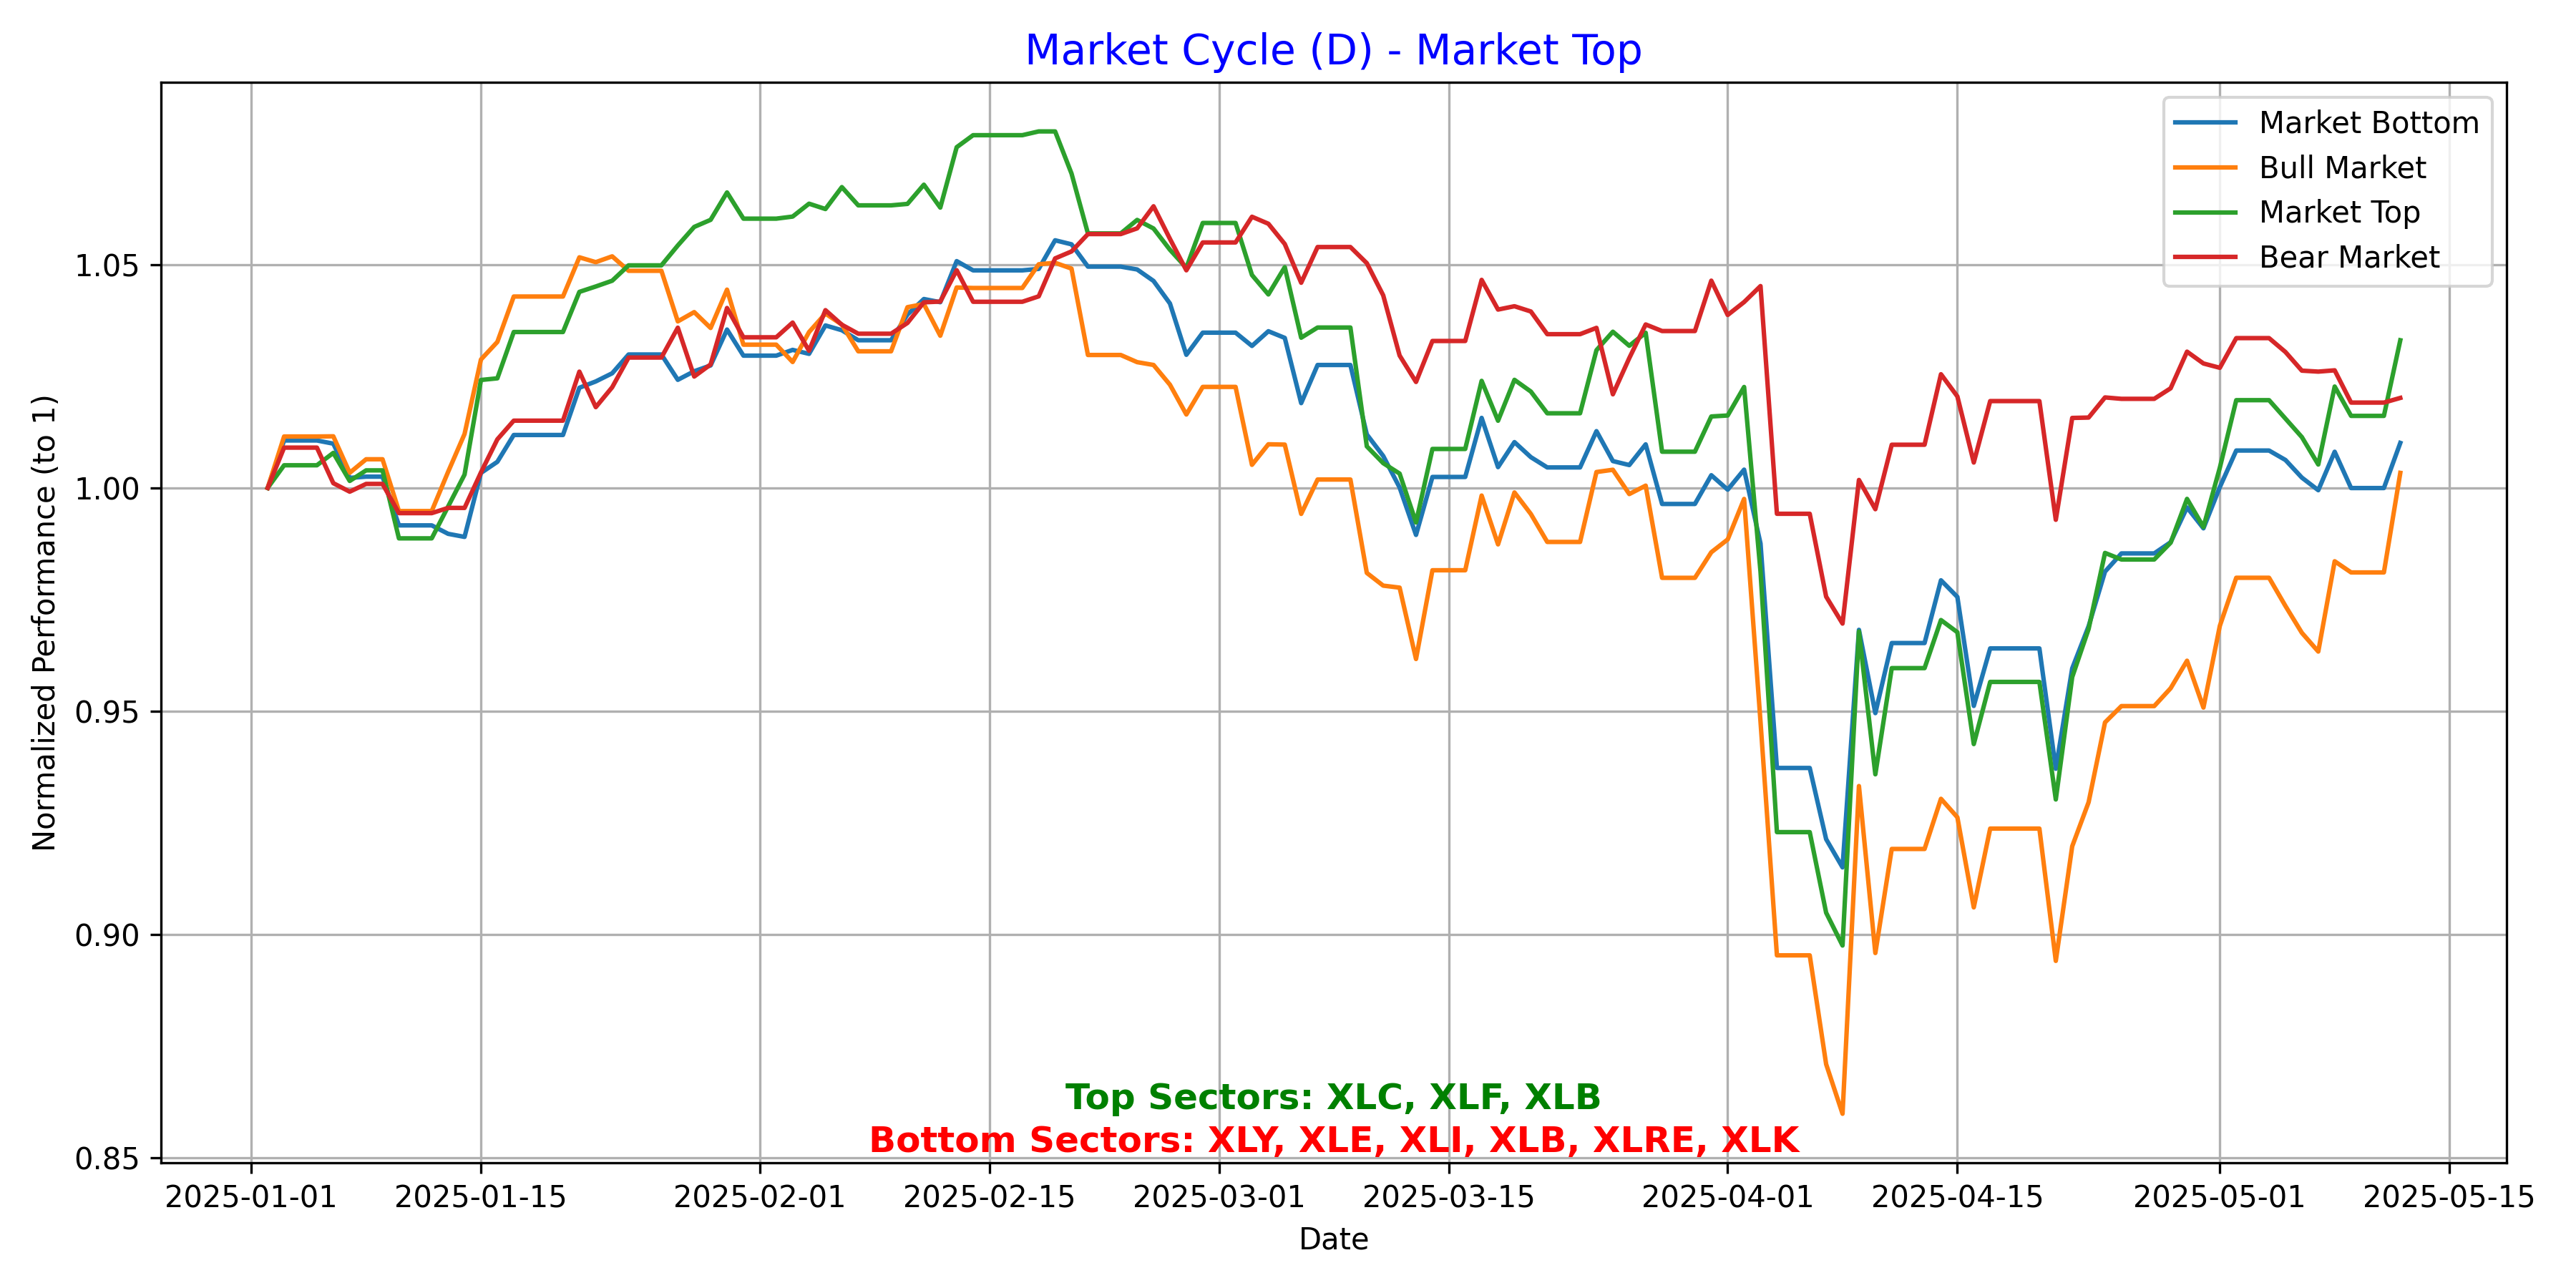 Market Cycle (D) - Market Top
Market Bottom
Bull Market
Market Top
Bear Market
Normalized Performance (to 1)
1.05
1.00
0.95
0.90
0.85
Top Sectors: XLC, XLF, XLB
Bottom Sectors: XLY, XLE, XLI, XLB, XLRE, XLK
2025-01-01 2025-01-15 2025-02-01 2025-02-15 2025-03-01 2025-03-15 2025-04-01 2025-04-15 2025-05-01 2025-05-15
Date